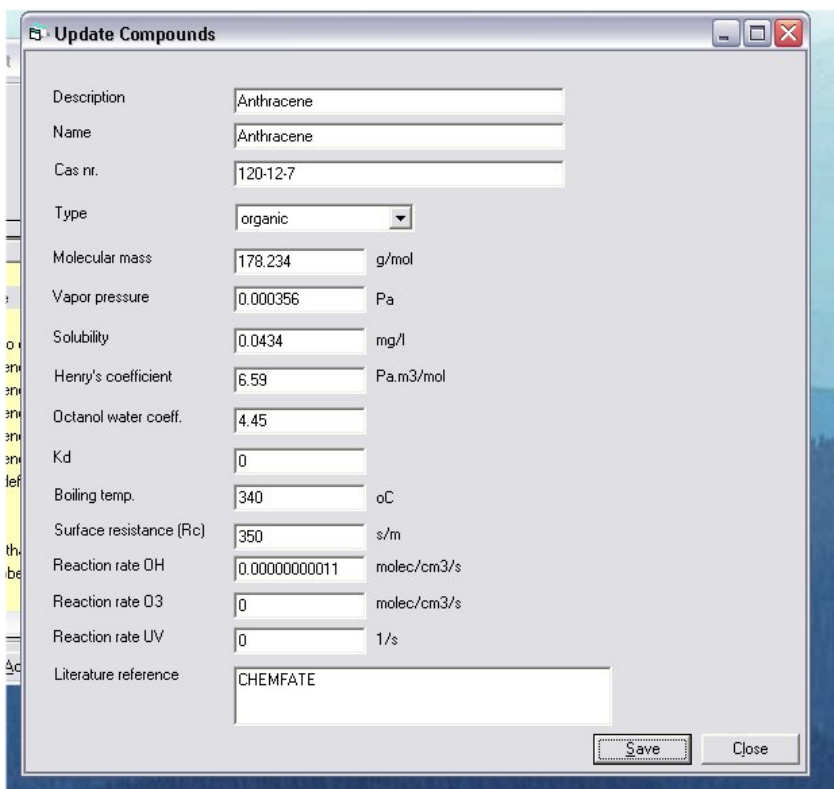 Update Compounds
Description Anthracene
Name Anthracene
Cas nr. 120-12-7
Type organic
Molecular mass 178.234 g/mol
Vapor pressure 0.000356 Pa
Solubility 0.0434 mg/l
Henry's coefficient 6.59 Pa.m3/mol
Octanol water coeff. 4.45
Kd 0
Boiling temp. 340 oC
Surface resistance (Rc) 350 s/m
Reaction rate OH 0.00000000011 molec/cm3/s
Reaction rate O3 0 molec/cm3/s
Reaction rate UV 0 1/s
Literature reference CHEMFATE
Save Close